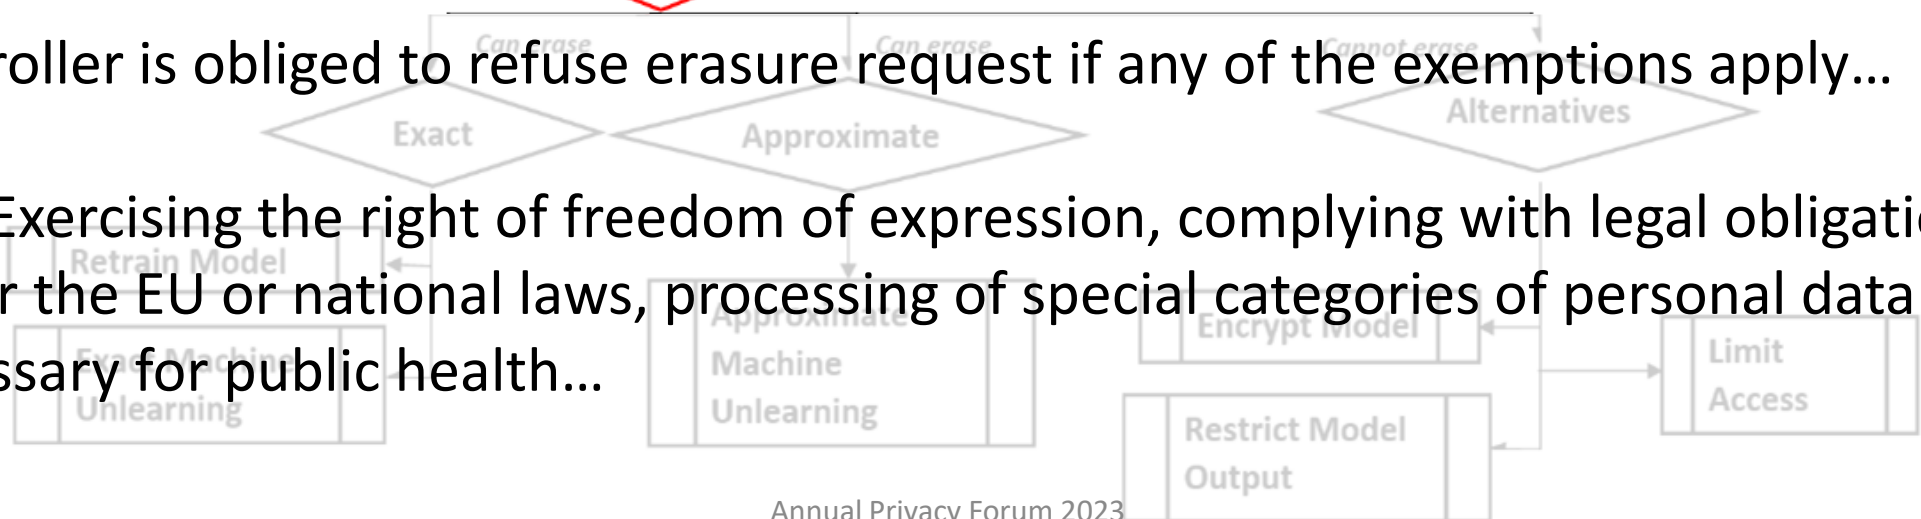 Can erase Can erase Cannot erase
roller is obliged to refuse erasure request if any of the exemptions apply…
Exact Approximate Alternatives
Exercising the right of freedom of expression, complying with legal obligati
Retrain Model
r the EU or national laws, processing of special categories of personal data
Approximate
Machine
Unlearning
Encrypt Model
Limit
Access
ssary for public health…
Exact Machine
Unlearning
Restrict Model
Output
Annual Privacy Forum 2023